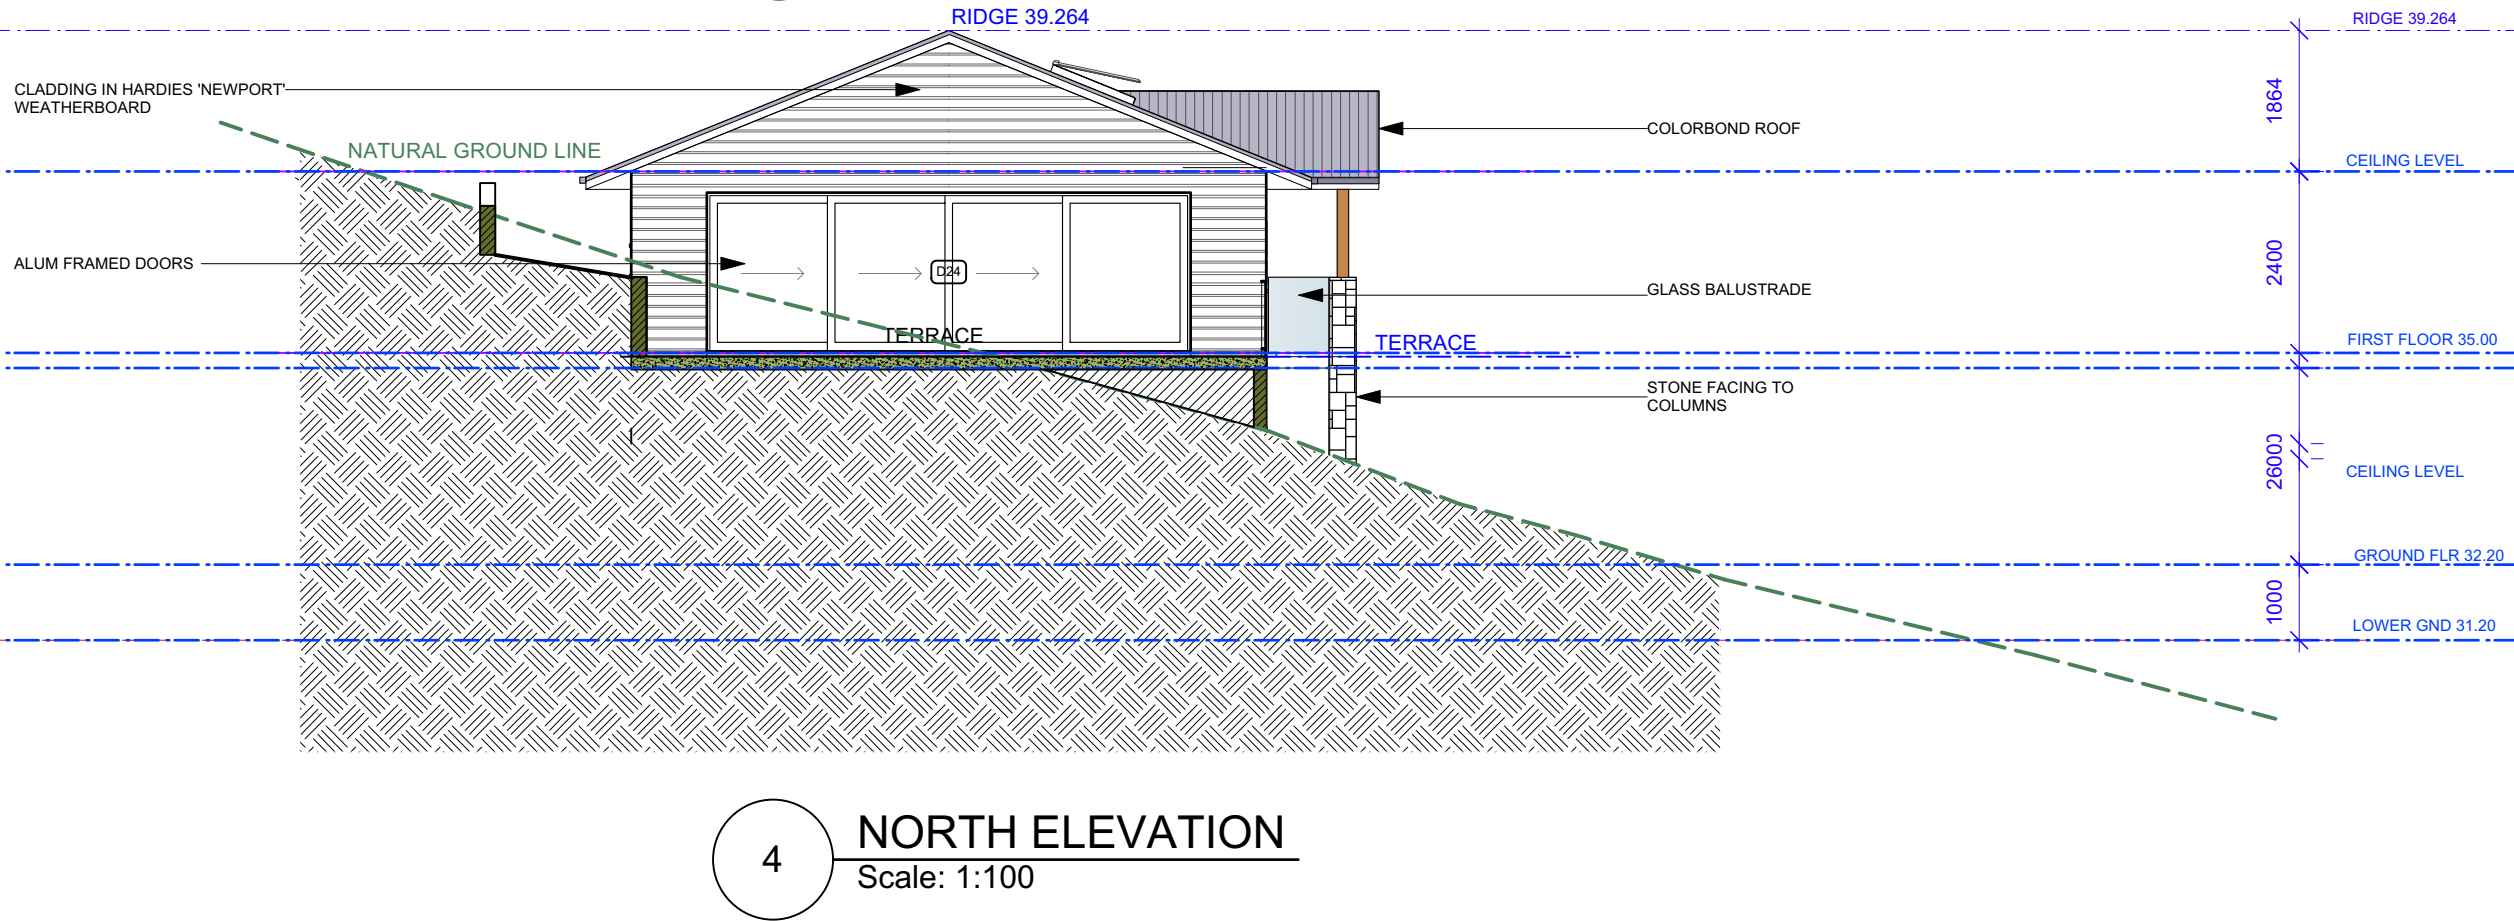 RIDGE 39.264
RIDGE 39.264
CLADDING IN HARDIES 'NEWPORT'
WEATHERBOARD
1864
COLORBOND ROOF
NATURAL GROUND LINE
CEILING LEVEL
ALUM FRAMED DOORS
D24
2400
GLASS BALUSTRADE
TERRACE
TERRACE
FIRST FLOOR 35.00
STONE FACING TO
COLUMNS
2600
CEILING LEVEL
GROUND FLR 32.20
1000
LOWER GND 31.20
4
NORTH ELEVATION
Scale: 1:100